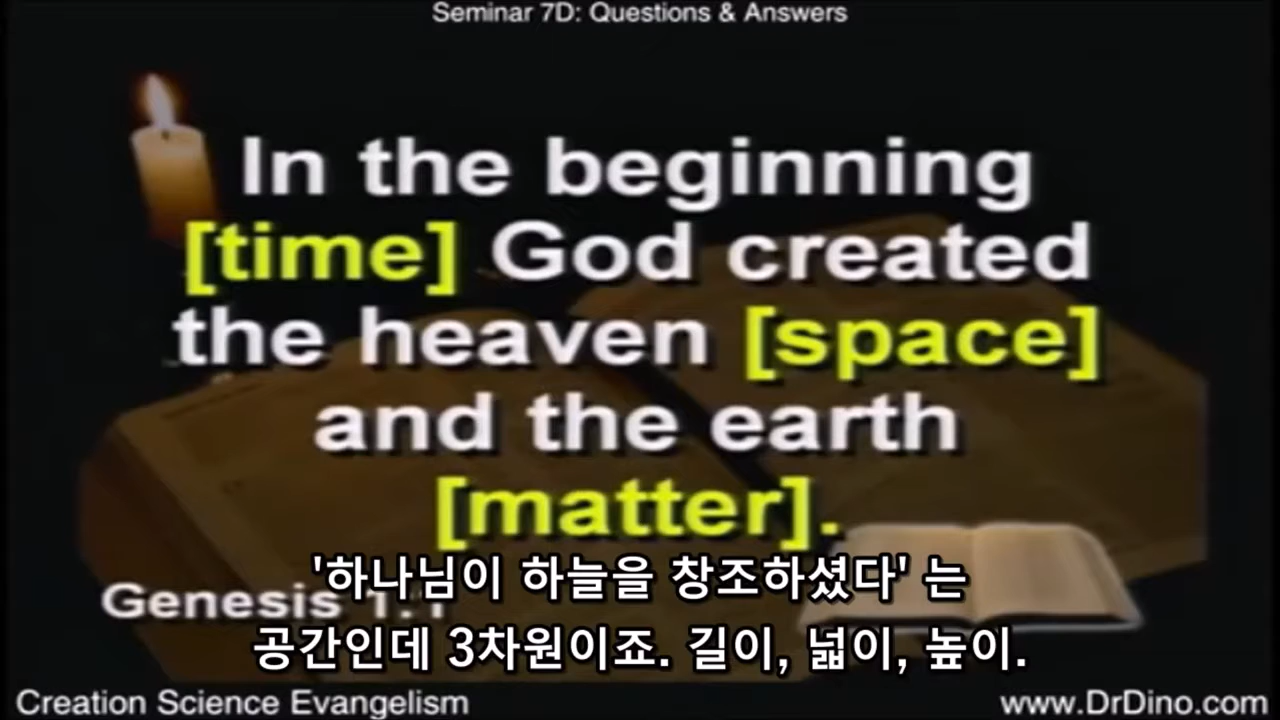 Seminar 7D: Questions & Answers
In the beginning
[time] God created
the heaven [space]
and the earth
[matter].
'하나님이 하늘을 창조하셨다' 는
Genesis 1:1
공간인데 3차원이죠. 길이, 넓이, 높이.
Creation Science Evangelism
www.DrDino.com